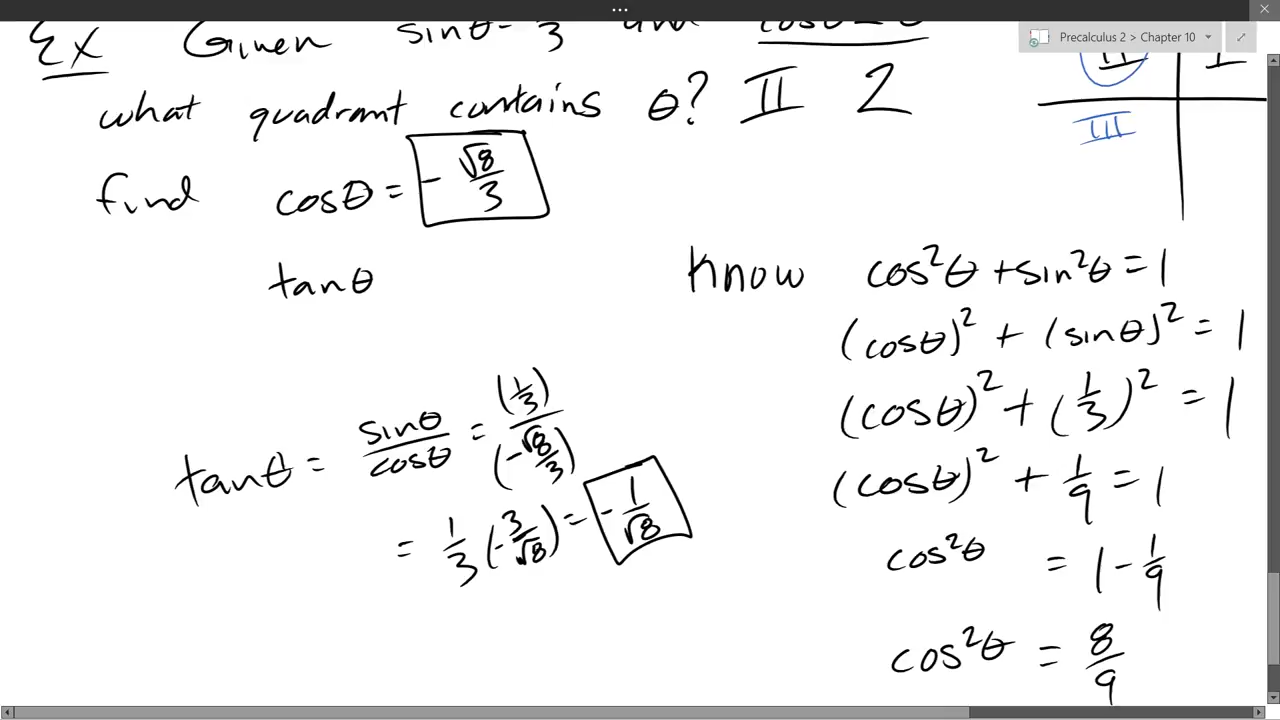 Precalculus 2 > Chapter 10
Ex Given sinθ= 1/3 and cosθ
what quadrant contains θ? II 2
II I
III
find cosθ = - √8/3
tanθ
Know cos²θ + sin²θ = 1
(cosθ)² + (sinθ)² = 1
(cosθ)² + (1/3)² = 1
(cosθ)² + 1/9 = 1
cos²θ = 1 - 1/9
cos²θ = 8/9
tanθ = sinθ/cosθ = (1/3)/(-√8/3)
= 1/3 (-3/√8) = - 1/√8